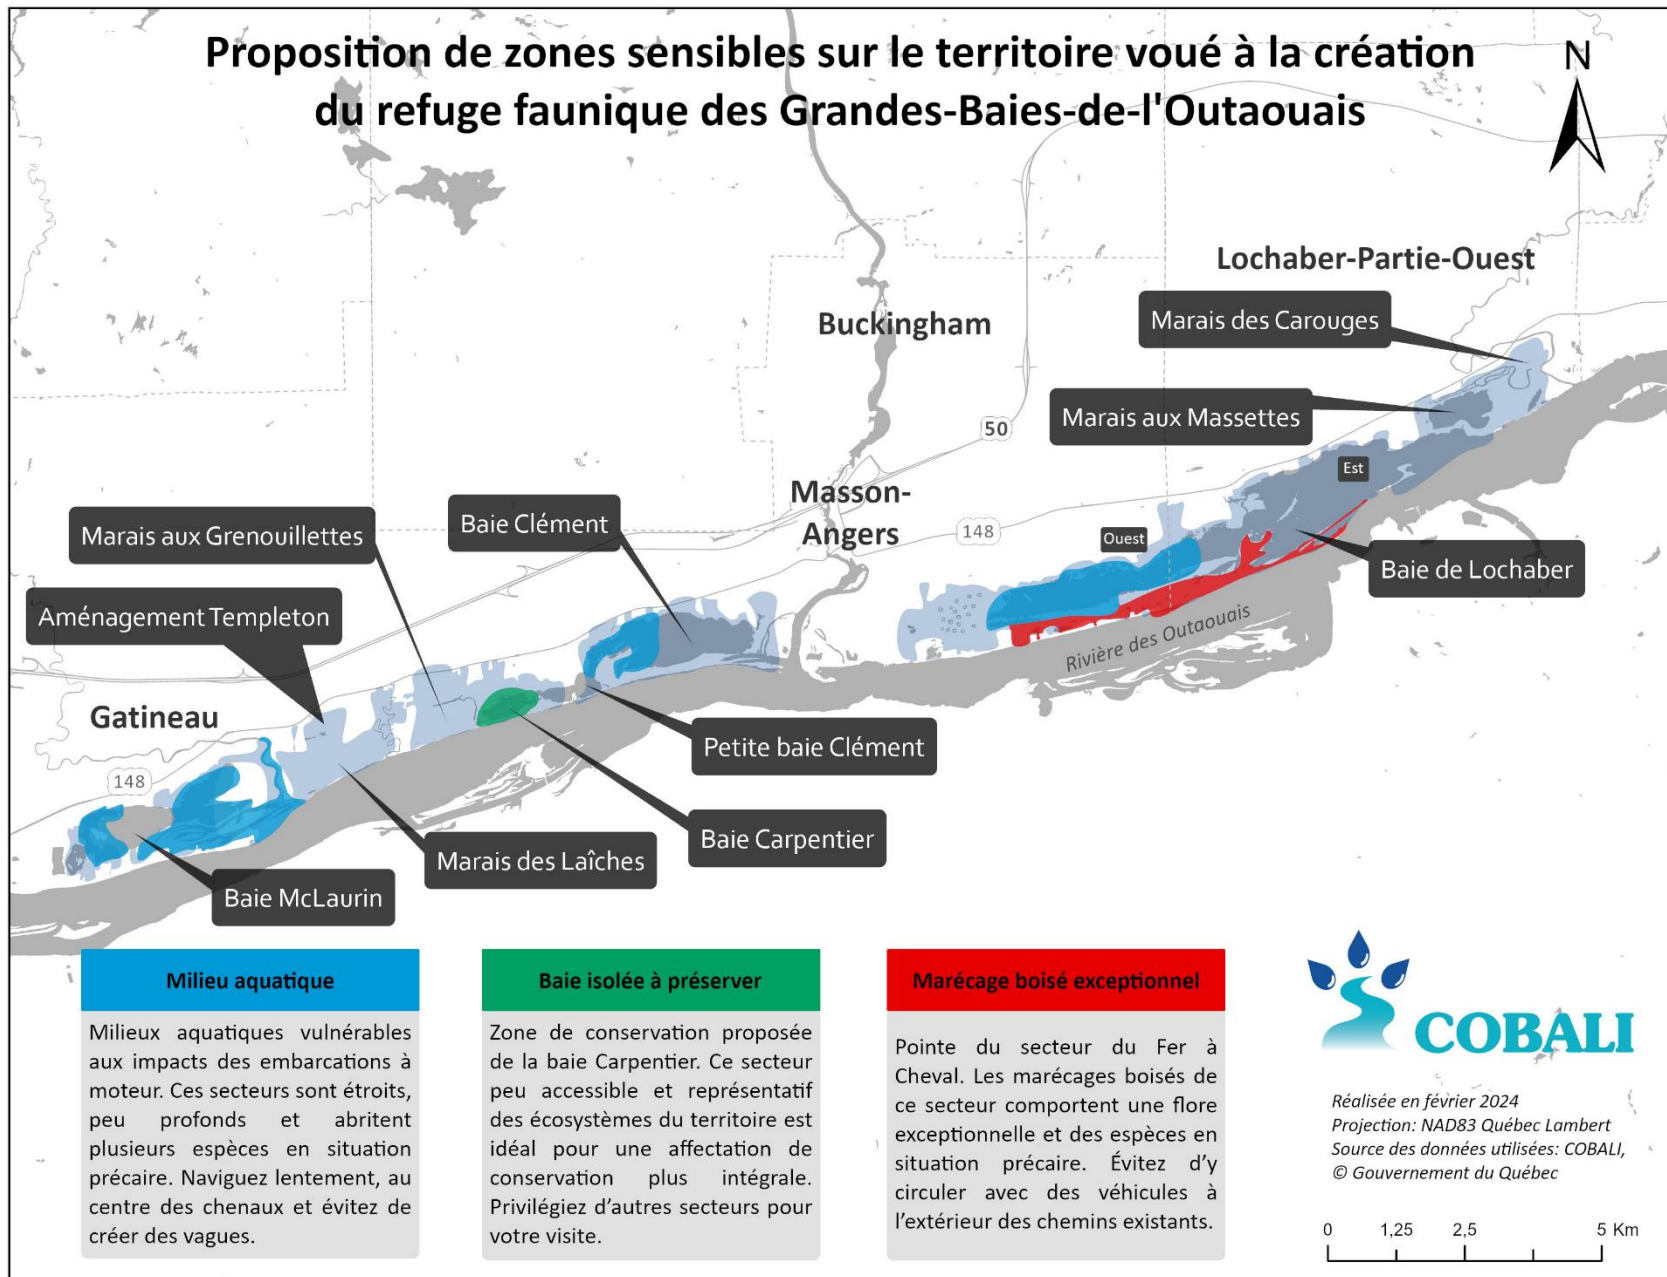 Proposition de zones sensibles sur le territoire voué à la création
du refuge faunique des Grandes-Baies-de-l'Outaouais
N
Lochaber-Partie-Ouest
Marais des Carouges
Buckingham
Marais aux Massettes
50
Est
Masson-
Angers
Baie Clément
Marais aux Grenouillettes
148
Ouest
Baie de Lochaber
Aménagement Templeton
Rivière des Outaouais
Gatineau
Petite baie Clément
148
Baie Carpentier
Marais des Laîches
Baie McLaurin
Milieu aquatique
Milieux aquatiques vulnérables
aux impacts des embarcations à
moteur. Ces secteurs sont étroits,
peu profonds et abritent
plusieurs espèces en situation
précaire. Naviguez lentement, au
centre des chenaux et évitez de
créer des vagues.
Baie isolée à préserver
Zone de conservation proposée
de la baie Carpentier. Ce secteur
peu accessible et représentatif
des écosystèmes du territoire est
idéal pour une affectation de
conservation plus intégrale.
Privilégiez d'autres secteurs pour
votre visite.
Marécage boisé exceptionnel
Pointe du secteur du Fer à
Cheval. Les marécages boisés de
ce secteur comportent une flore
exceptionnelle et des espèces en
situation précaire. Évitez d'y
circuler avec des véhicules à
l'extérieur des chemins existants.
COBALI
Réalisée en février 2024
Projection: NAD83 Québec Lambert
Source des données utilisées: COBALI,
© Gouvernement du Québec
0 1,25 2,5 5 Km